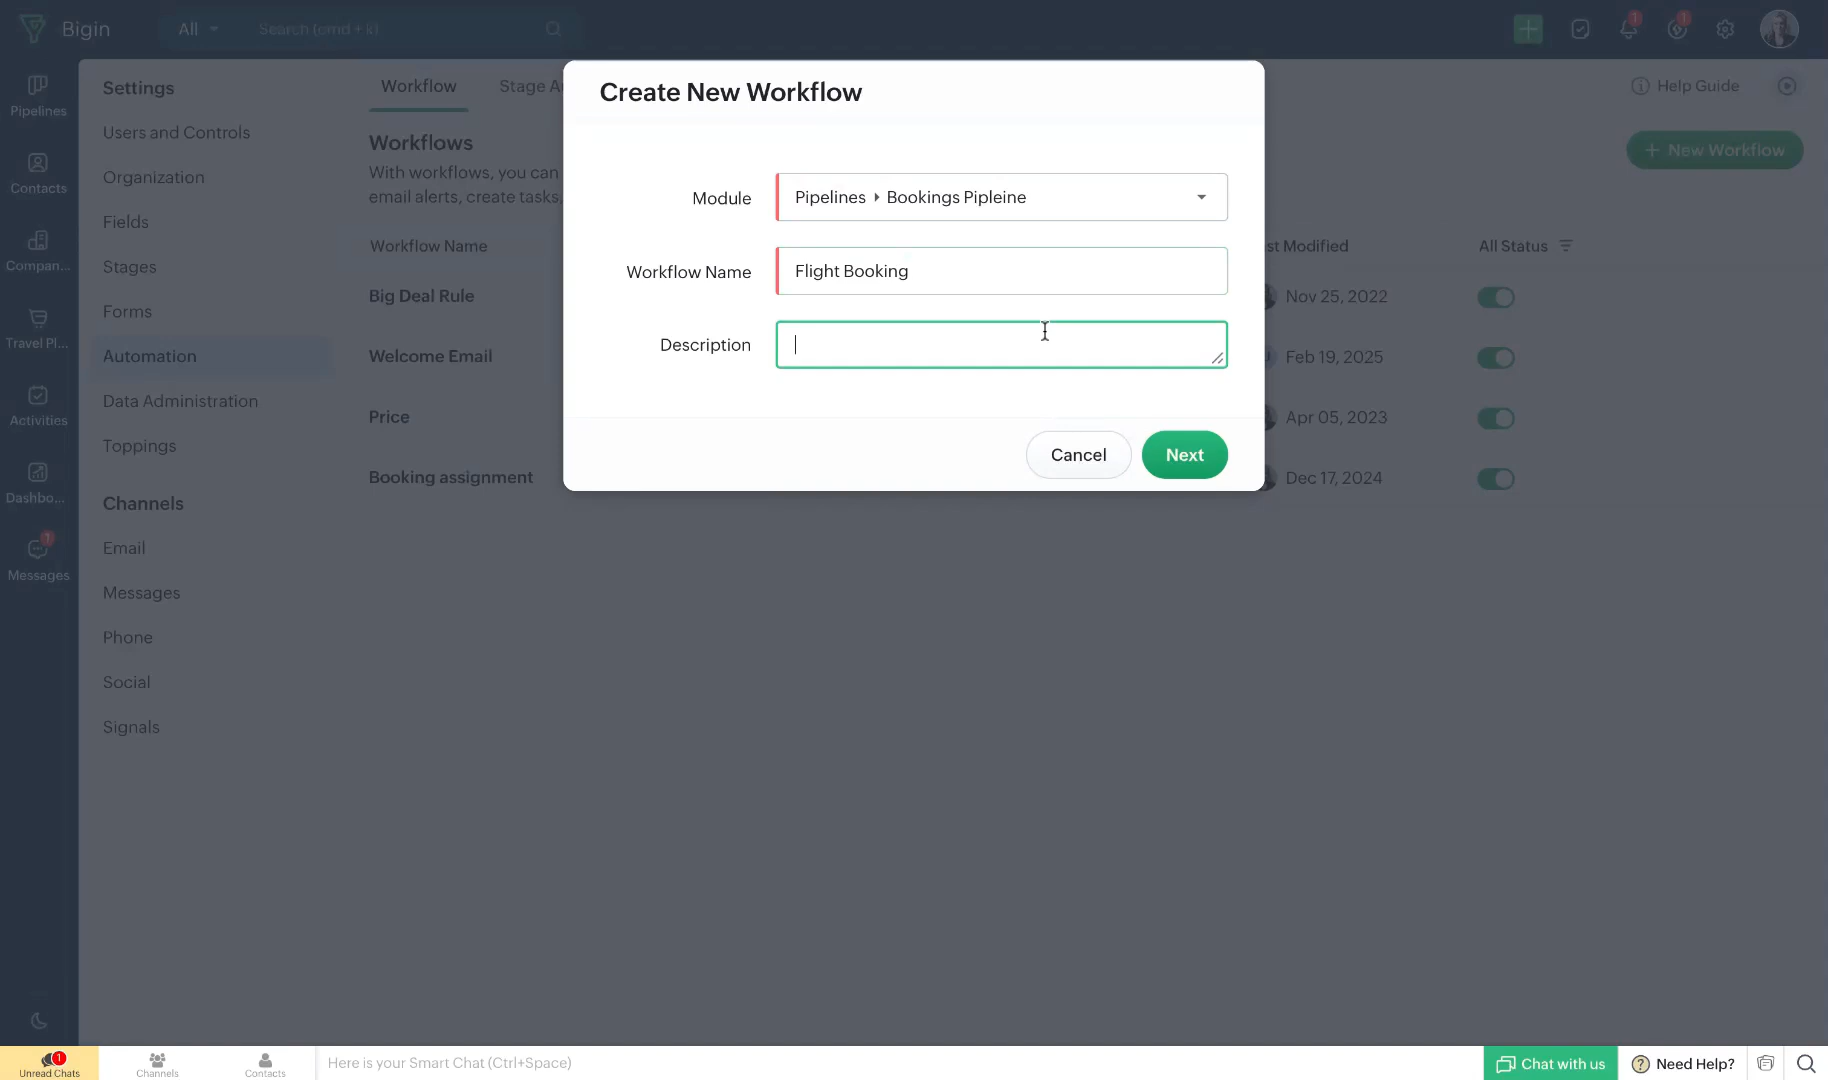 Bigin
All
Search (cmd + k)
1
1
Pipelines
Contacts
Compan...
Travel Pl...
Activities
Dashbo...
1
Messages
Settings
Users and Controls
Organization
Fields
Stages
Forms
Automation
Data Administration
Toppings
Channels
Email
Messages
Phone
Social
Signals
Workflow
Stage Au
Help Guide
Workflows
With workflows, you can
email alerts, create tasks,
+ New Workflow
Workflow Name
st Modified
All Status
Big Deal Rule
Nov 25, 2022
Welcome Email
Feb 19, 2025
Price
Apr 05, 2023
Booking assignment
Dec 17, 2024
Create New Workflow
Module
Pipelines
Bookings Pipleine
Workflow Name
Flight Booking
Description
Cancel
Next
1
Unread Chats
Channels
Contacts
Here is your Smart Chat (Ctrl+Space)
Chat with us
? Need Help?